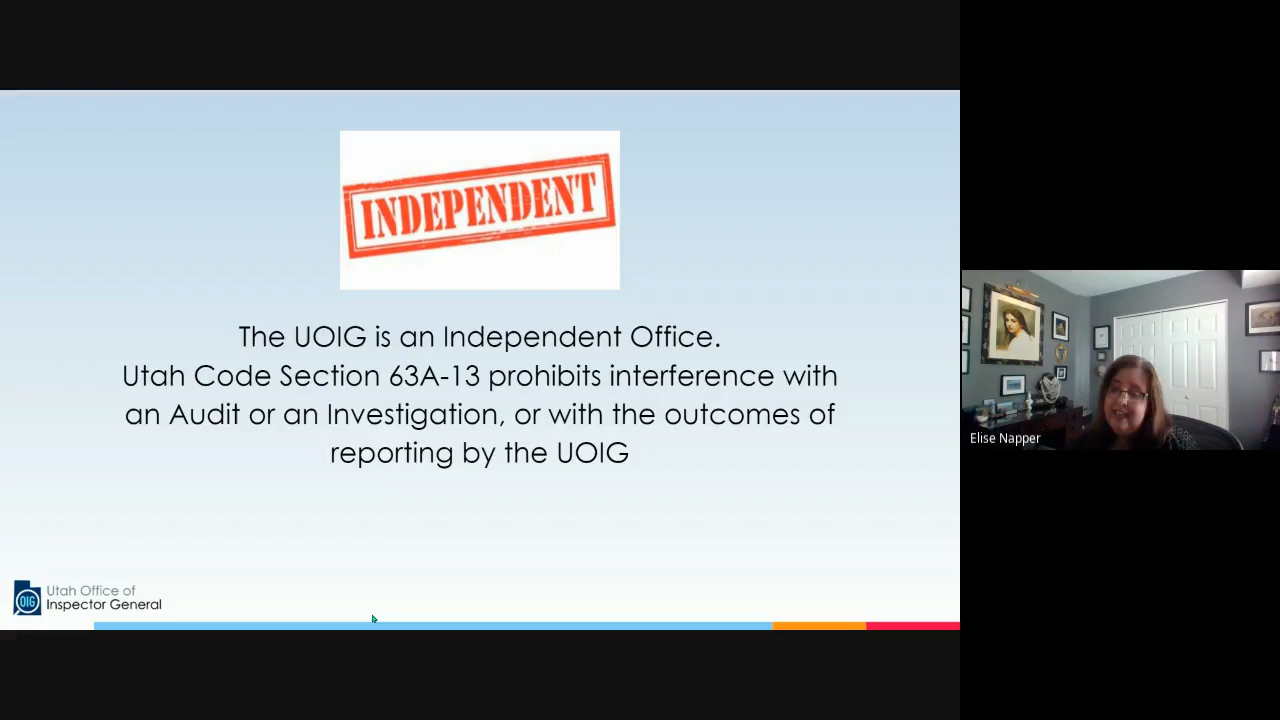 INDEPENDENT
The UOIG is an Independent Office.
Utah Code Section 63A-13 prohibits interference with
an Audit or an Investigation, or with the outcomes of
reporting by the UOIG
OIG
Utah Office of
Inspector General
Elise Napper